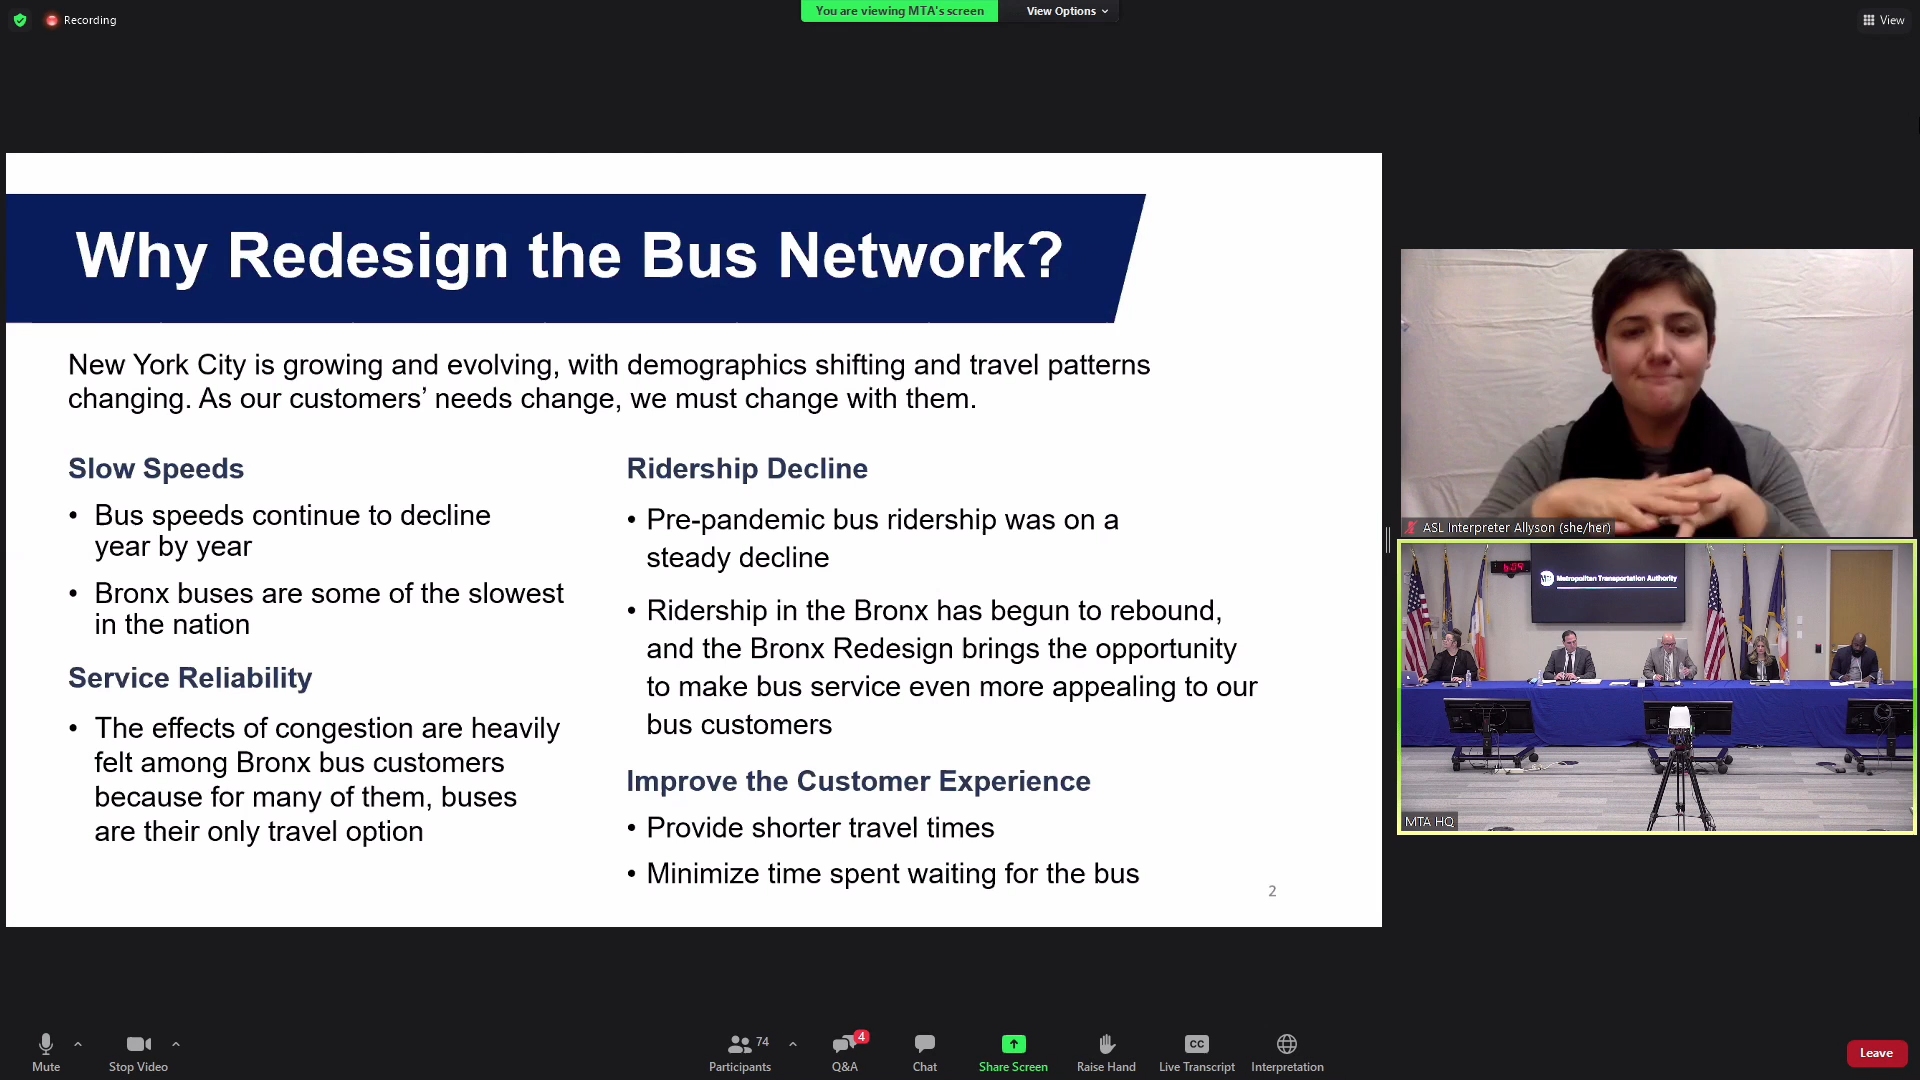 Recording
You are viewing MTA's screen
View Options
View
Why Redesign the Bus Network?
New York City is growing and evolving, with demographics shifting and travel patterns
changing. As our customers’ needs change, we must change with them.
Slow Speeds
• Bus speeds continue to decline
year by year
• Bronx buses are some of the slowest
in the nation
Service Reliability
• The effects of congestion are heavily
felt among Bronx bus customers
because for many of them, buses
are their only travel option
Ridership Decline
• Pre-pandemic bus ridership was on a
steady decline
• Ridership in the Bronx has begun to rebound,
and the Bronx Redesign brings the opportunity
to make bus service even more appealing to our
bus customers
Improve the Customer Experience
• Provide shorter travel times
• Minimize time spent waiting for the bus
2
ASL Interpreter Allyson (she/her)
Metropolitan Transportation Authority
MTA HQ
Mute
Stop Video
74
Participants
4
Q&A
Chat
Share Screen
Raise Hand
CC
Live Transcript
Interpretation
Leave